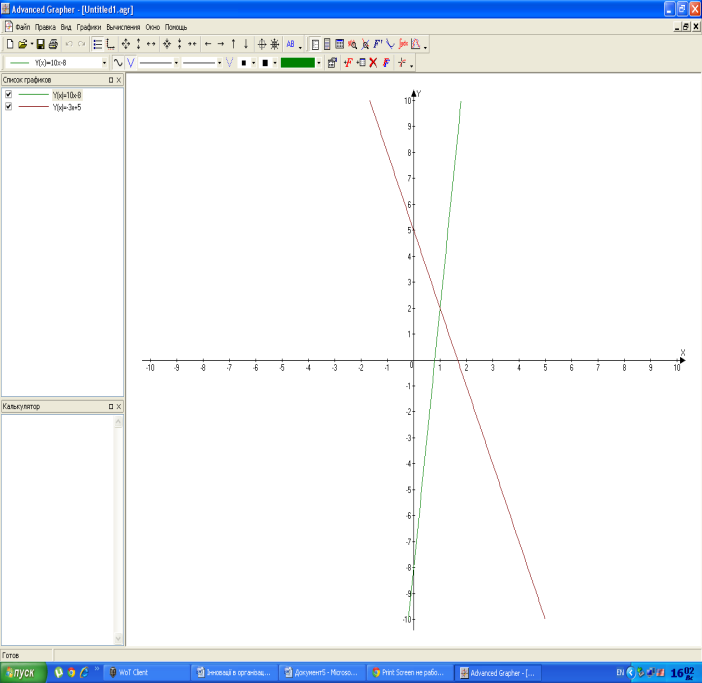 Advanced Grapher - [Untitled1.agr]
Файл Правка Вид Графики Вычисления Окно Помощь
Y(x)=10x-8
Список графиков
Y(x)=10x-8
Y(x)=-3x+5
Калькулятор
Y
10
9
8
7
6
5
4
3
2
1
X
-10 -9 -8 -7 -6 -5 -4 -3 -2 -1 0 1 2 3 4 5 6 7 8 9 10
-1
-2
-3
-4
-5
-6
-7
-8
-9
-10
Готов
пуск WoT Client Інновації в організац... Документ5 - Microso... Print Screen не рабо... Advanced Grapher - [... EN 16 02